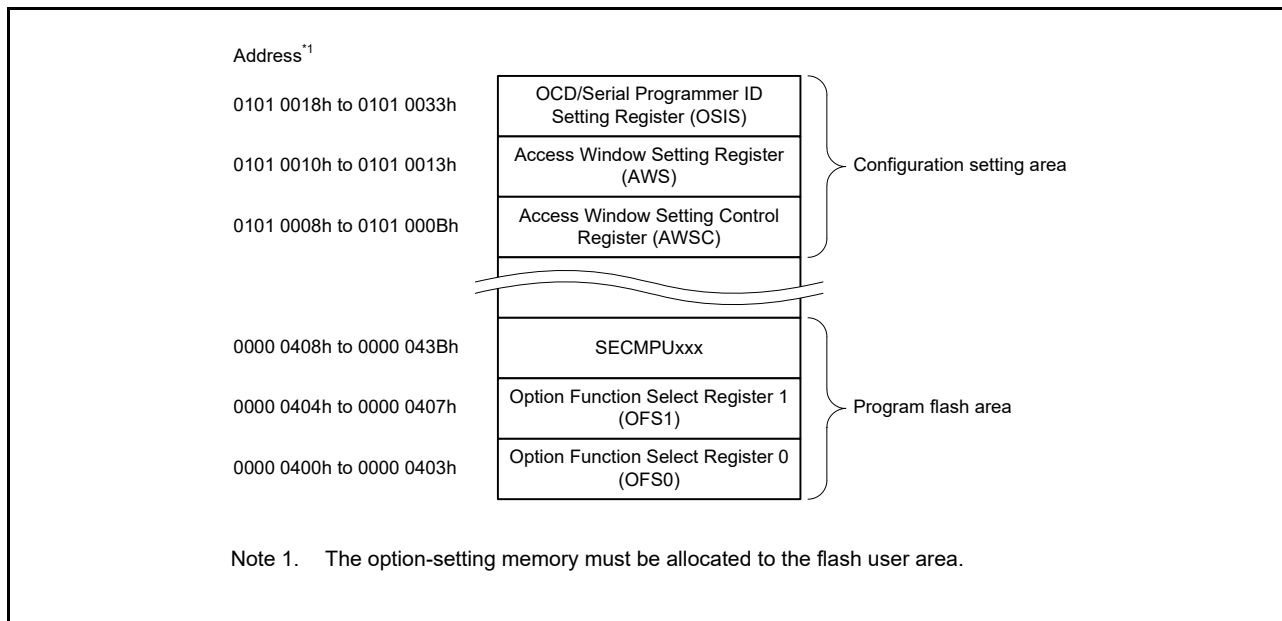 Address*1
0101 0018h to 0101 0033h
OCD/Serial Programmer ID
Setting Register (OSIS)
0101 0010h to 0101 0013h
Access Window Setting Register
(AWS)
Configuration setting area
0101 0008h to 0101 000Bh
Access Window Setting Control
Register (AWSC)
0000 0408h to 0000 043Bh
SECMPUxxx
0000 0404h to 0000 0407h
Option Function Select Register 1
(OFS1)
Program flash area
0000 0400h to 0000 0403h
Option Function Select Register 0
(OFS0)
Note 1. The option-setting memory must be allocated to the flash user area.